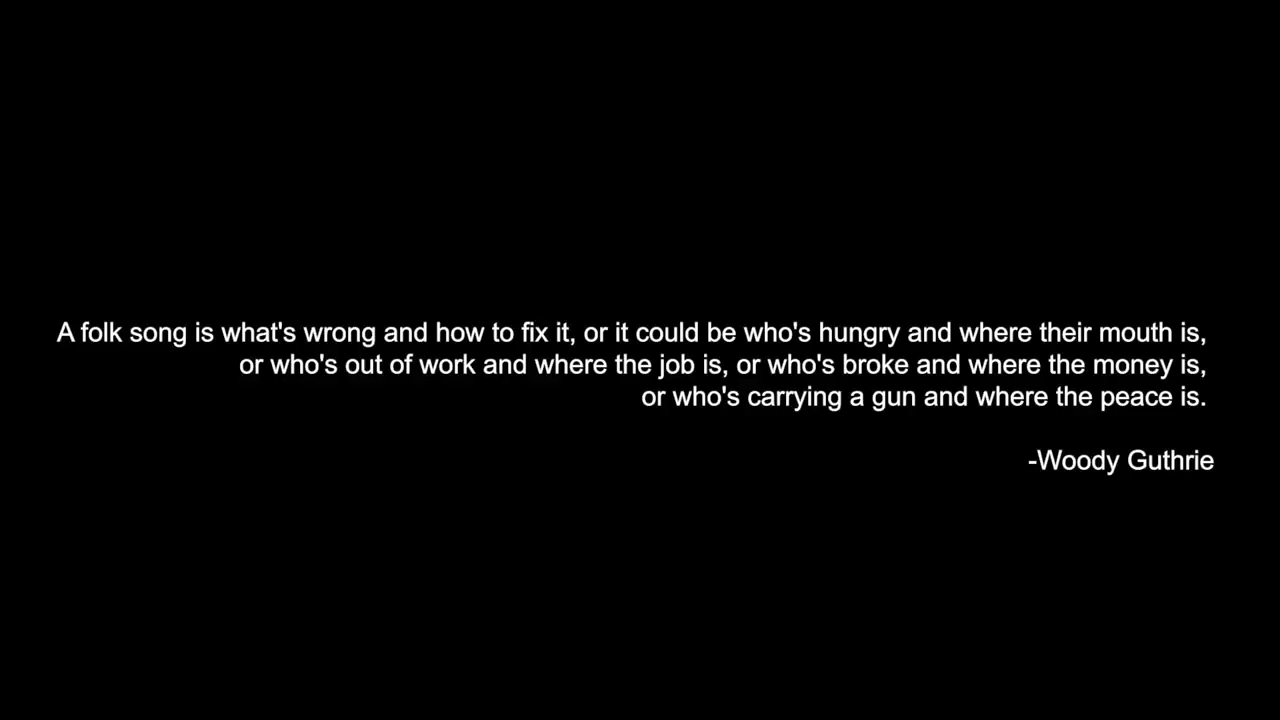 A folk song is what's wrong and how to fix it, or it could be who's hungry and where their mouth is,
or who's out of work and where the job is, or who's broke and where the money is,
or who's carrying a gun and where the peace is.
-Woody Guthrie